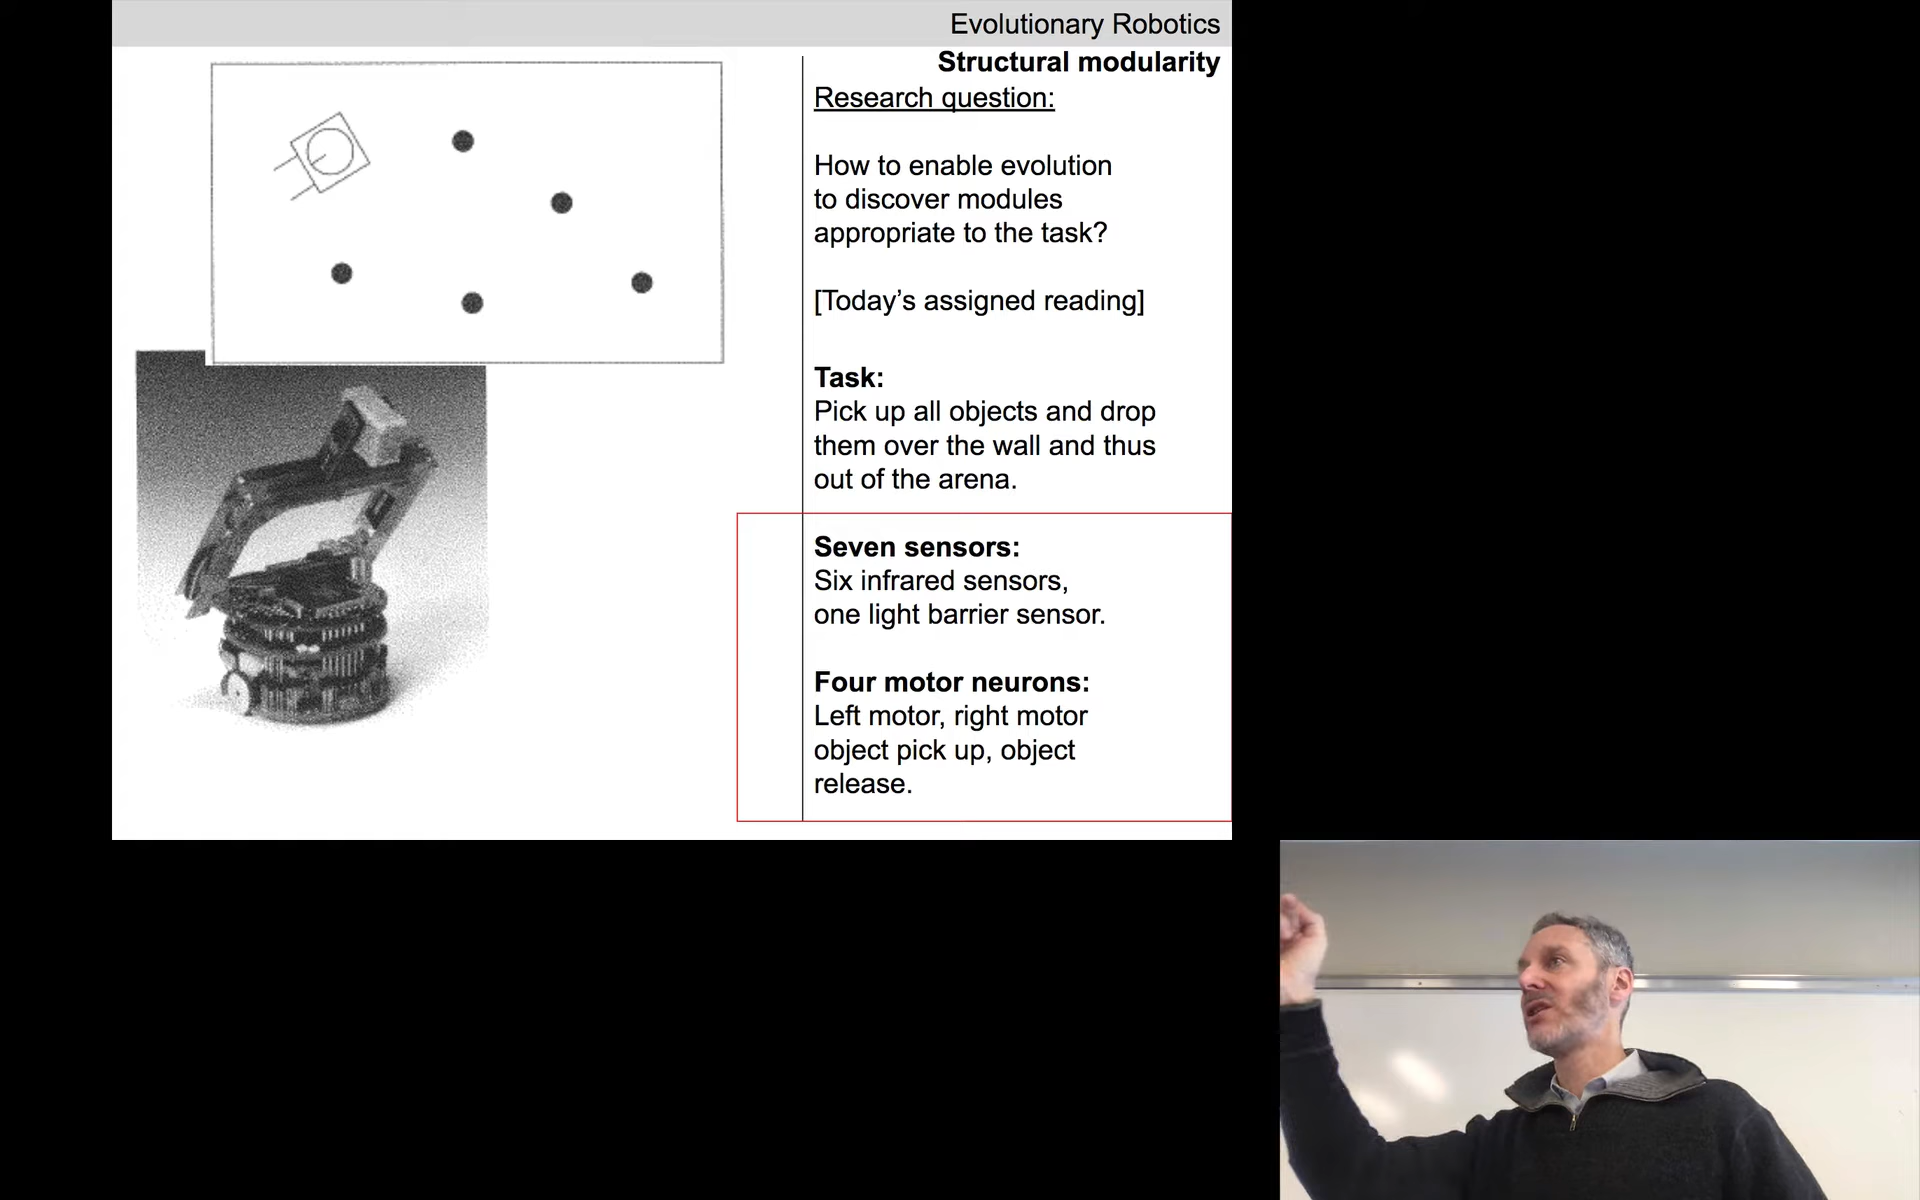 Evolutionary Robotics
Structural modularity
Research question:
How to enable evolution
to discover modules
appropriate to the task?
[Today’s assigned reading]
Task:
Pick up all objects and drop
them over the wall and thus
out of the arena.
Seven sensors:
Six infrared sensors,
one light barrier sensor.
Four motor neurons:
Left motor, right motor
object pick up, object
release.